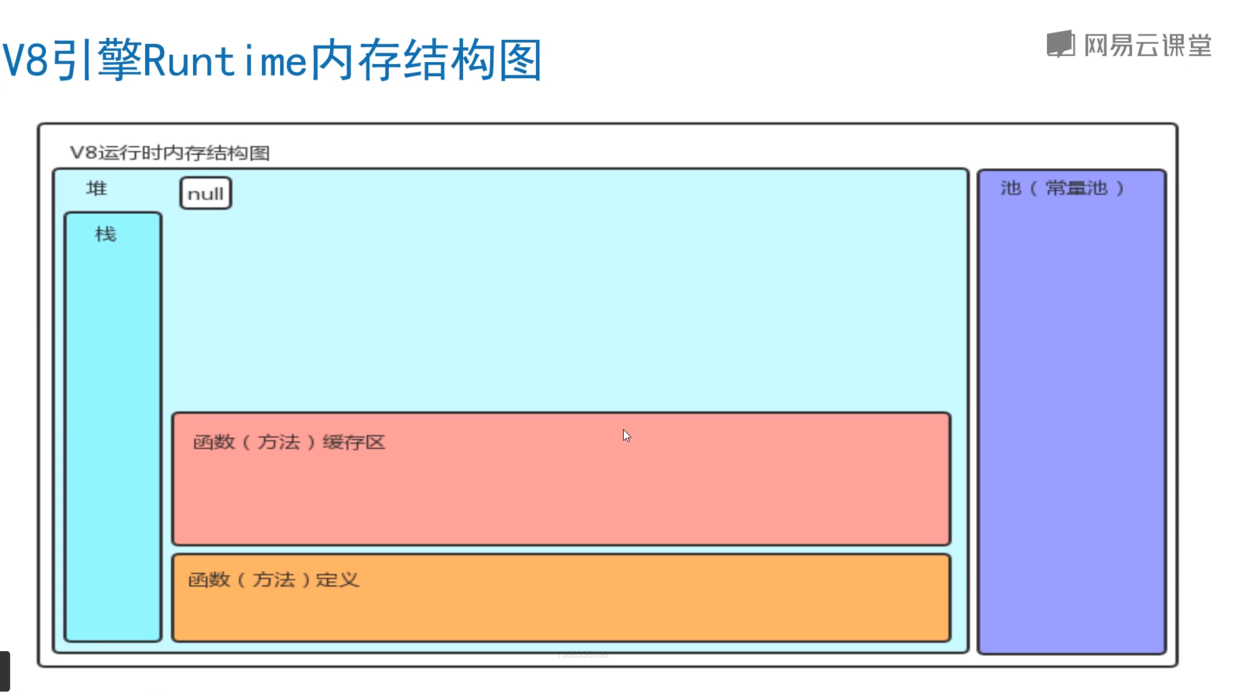 V8引擎Runtime内存结构图
网易云课堂
V8运行时内存结构图
堆
null
池（常量池）
栈
函数（方法）缓存区
函数（方法）定义